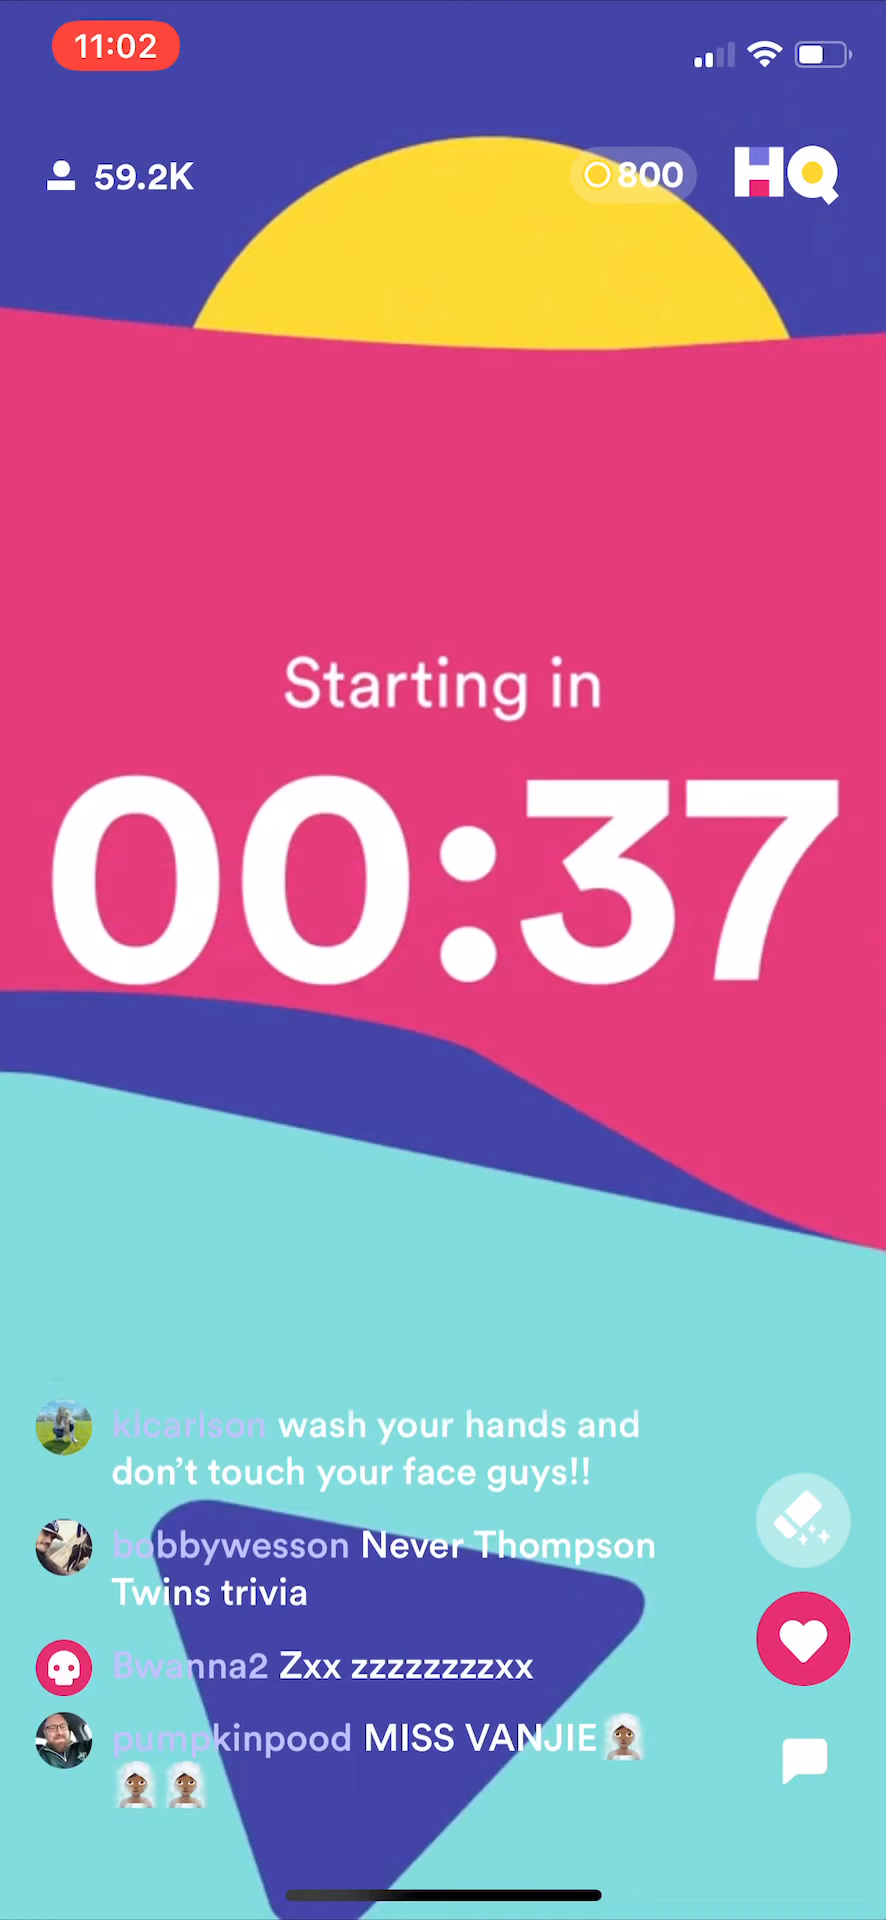 11:02
59.2K
800
HQ
Starting in
00:37
klcarlson wash your hands and
don't touch your face guys!!
bobbywesson Never Thompson
Twins trivia
Bwanna2 Zxx zzzzzzzzzxx
pumpkinpood MISS VANJIE👰🏾
👰🏾👰🏾